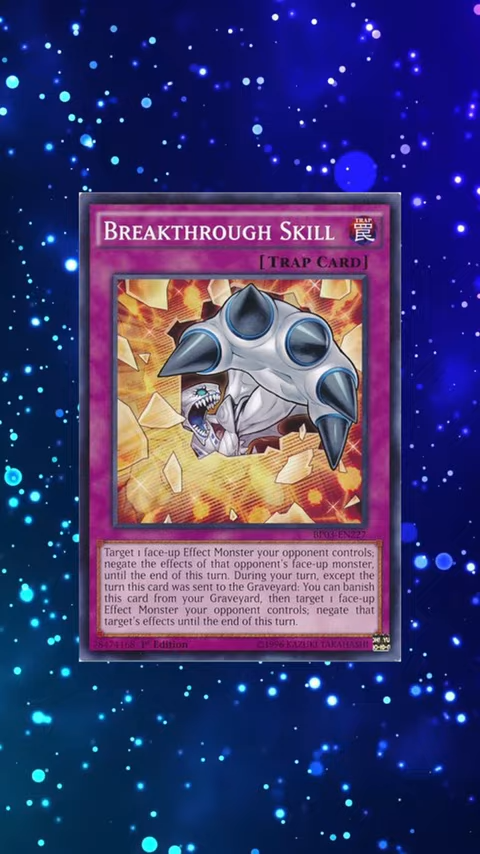 BREAKTHROUGH SKILL
TRAP
罠
[TRAP CARD]
BP03-EN227
Target 1 face-up Effect Monster your opponent controls;
negate the effects of that opponent's face-up monster,
until the end of this turn. During your turn, except the
turn this card was sent to the Graveyard: You can banish
this card from your Graveyard, then target 1 face-up
Effect Monster your opponent controls; negate that
target's effects until the end of this turn.
78474168 1st Edition ©1996 KAZUKI TAKAHASHI